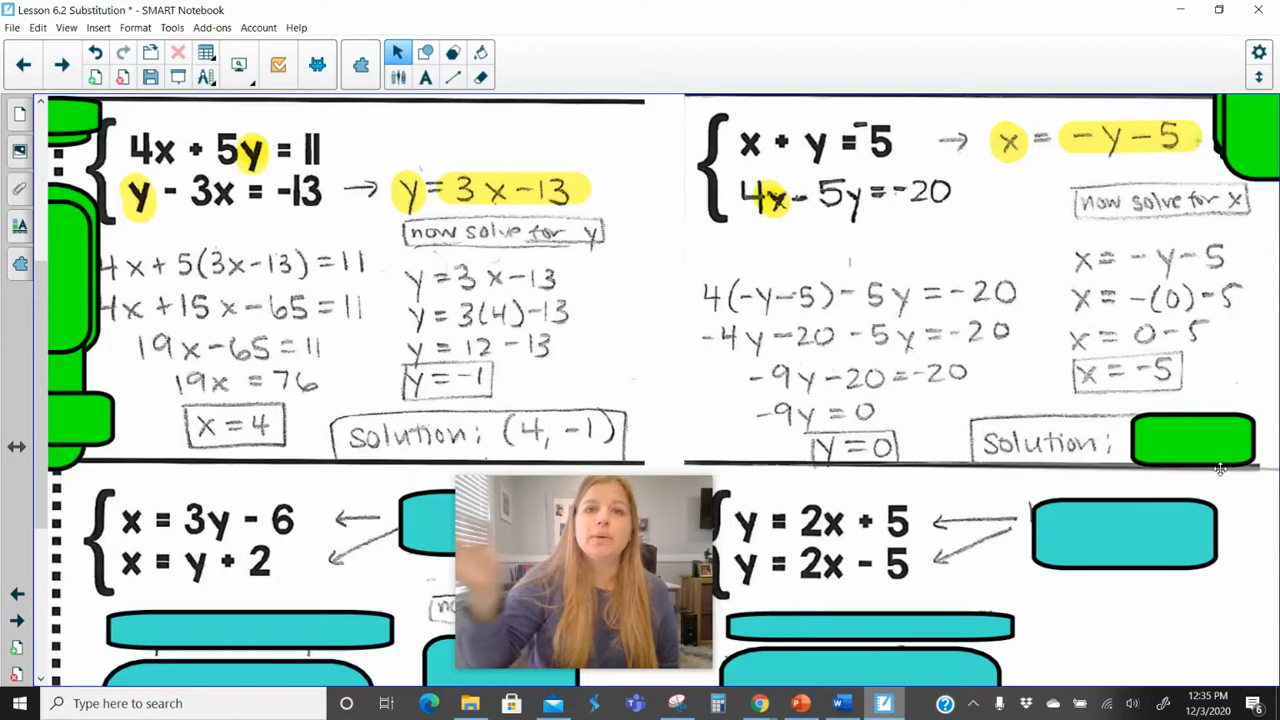 Lesson 6.2 Substitution * - SMART Notebook
File Edit View Insert Format Tools Add-ons Account Help
4x + 5y = 11
y - 3x = -13 → y = 3x - 13
now solve for y
4x + 5(3x-13) = 11
4x + 15x - 65 = 11
19x - 65 = 11
19x = 76
x = 4
y = 3x - 13
y = 3(4) - 13
y = 12 - 13
y = -1
solution: (4, -1)
x + y = -5 → x = -y - 5
4x - 5y = -20
now solve for x
4(-y-5) - 5y = -20
-4y - 20 - 5y = -20
-9y - 20 = -20
-9y = 0
y = 0
x = -y - 5
x = -(0) - 5
x = 0 - 5
x = -5
solution:
x = 3y - 6
x = y + 2
y = 2x + 5
y = 2x - 5
Type here to search
12:35 PM
12/3/2020
6